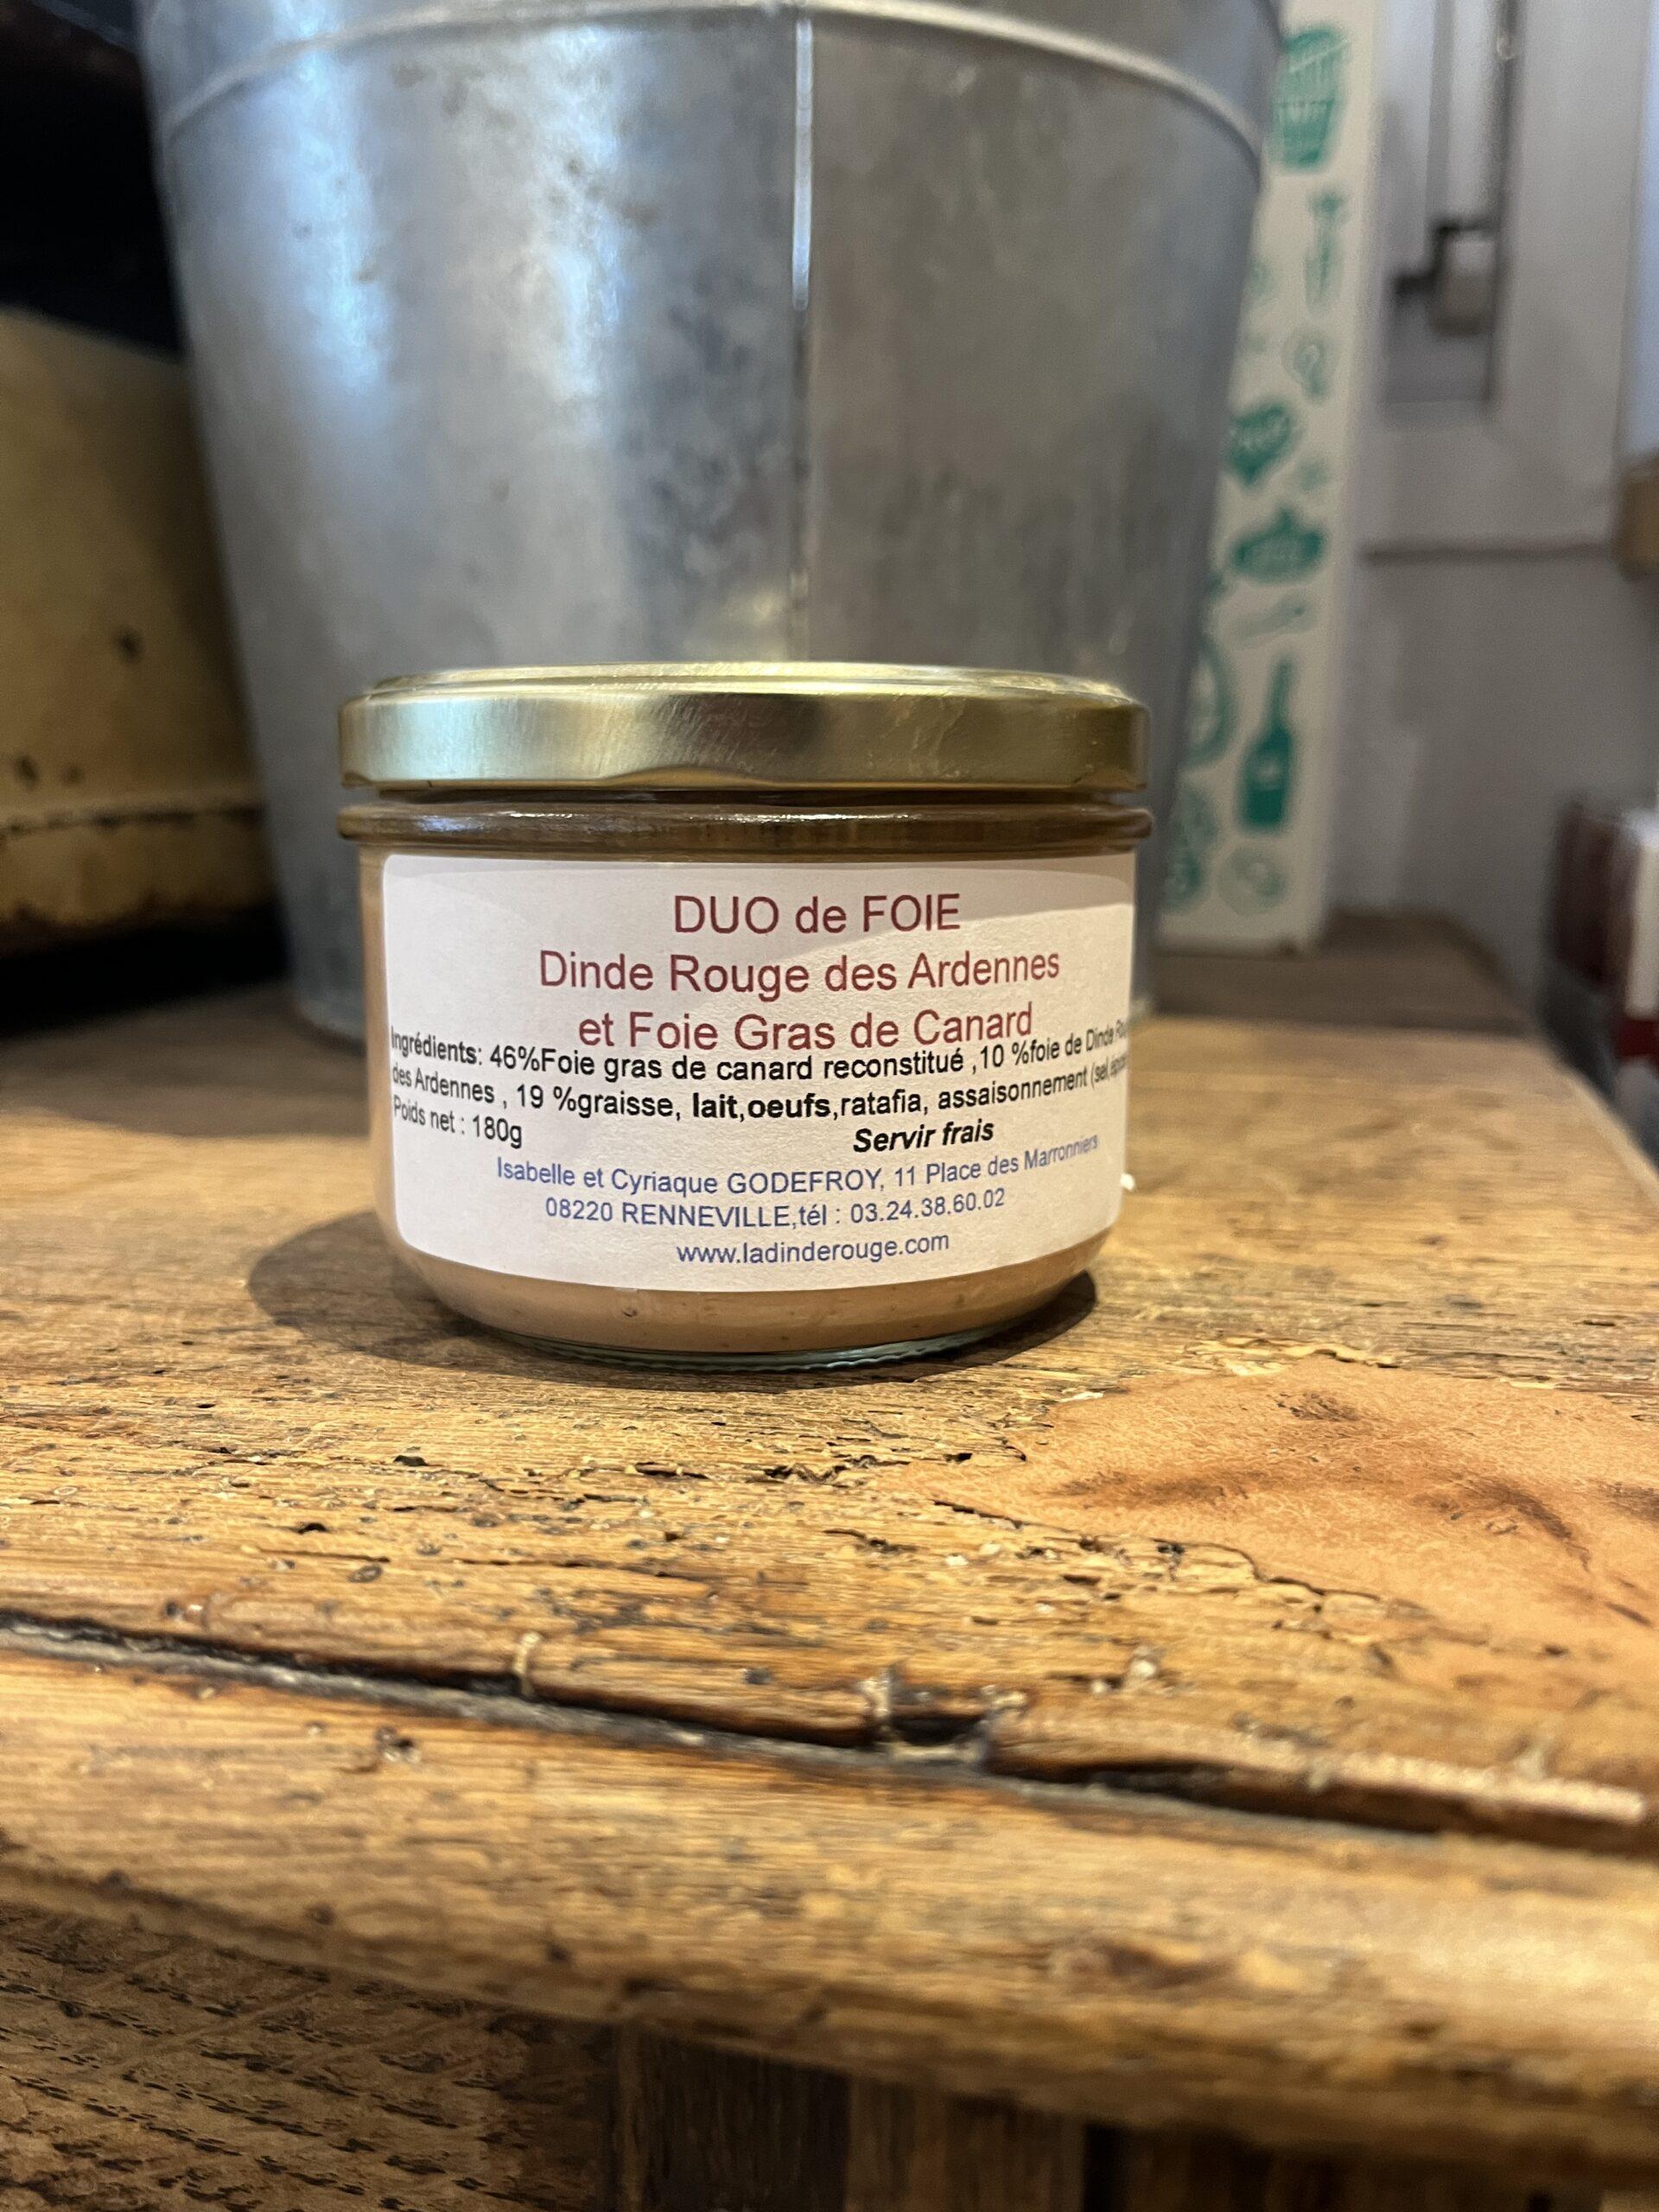 DUO de FOIE
Dinde Rouge des Ardennes
et Foie Gras de Canard
Ingrédients: 46%Foie gras de canard reconstitué ,10 %foie de Dinde
des Ardennes , 19 %graisse, lait,oeufs,ratafia, assaisonnement (sel,
Poids net : 180g
Servir frais
Isabelle et Cyriaque GODEFROY, 11 Place des Marronniers
08220 RENNEVILLE,tél : 03.24.38.60.02
www.ladinderouge.com